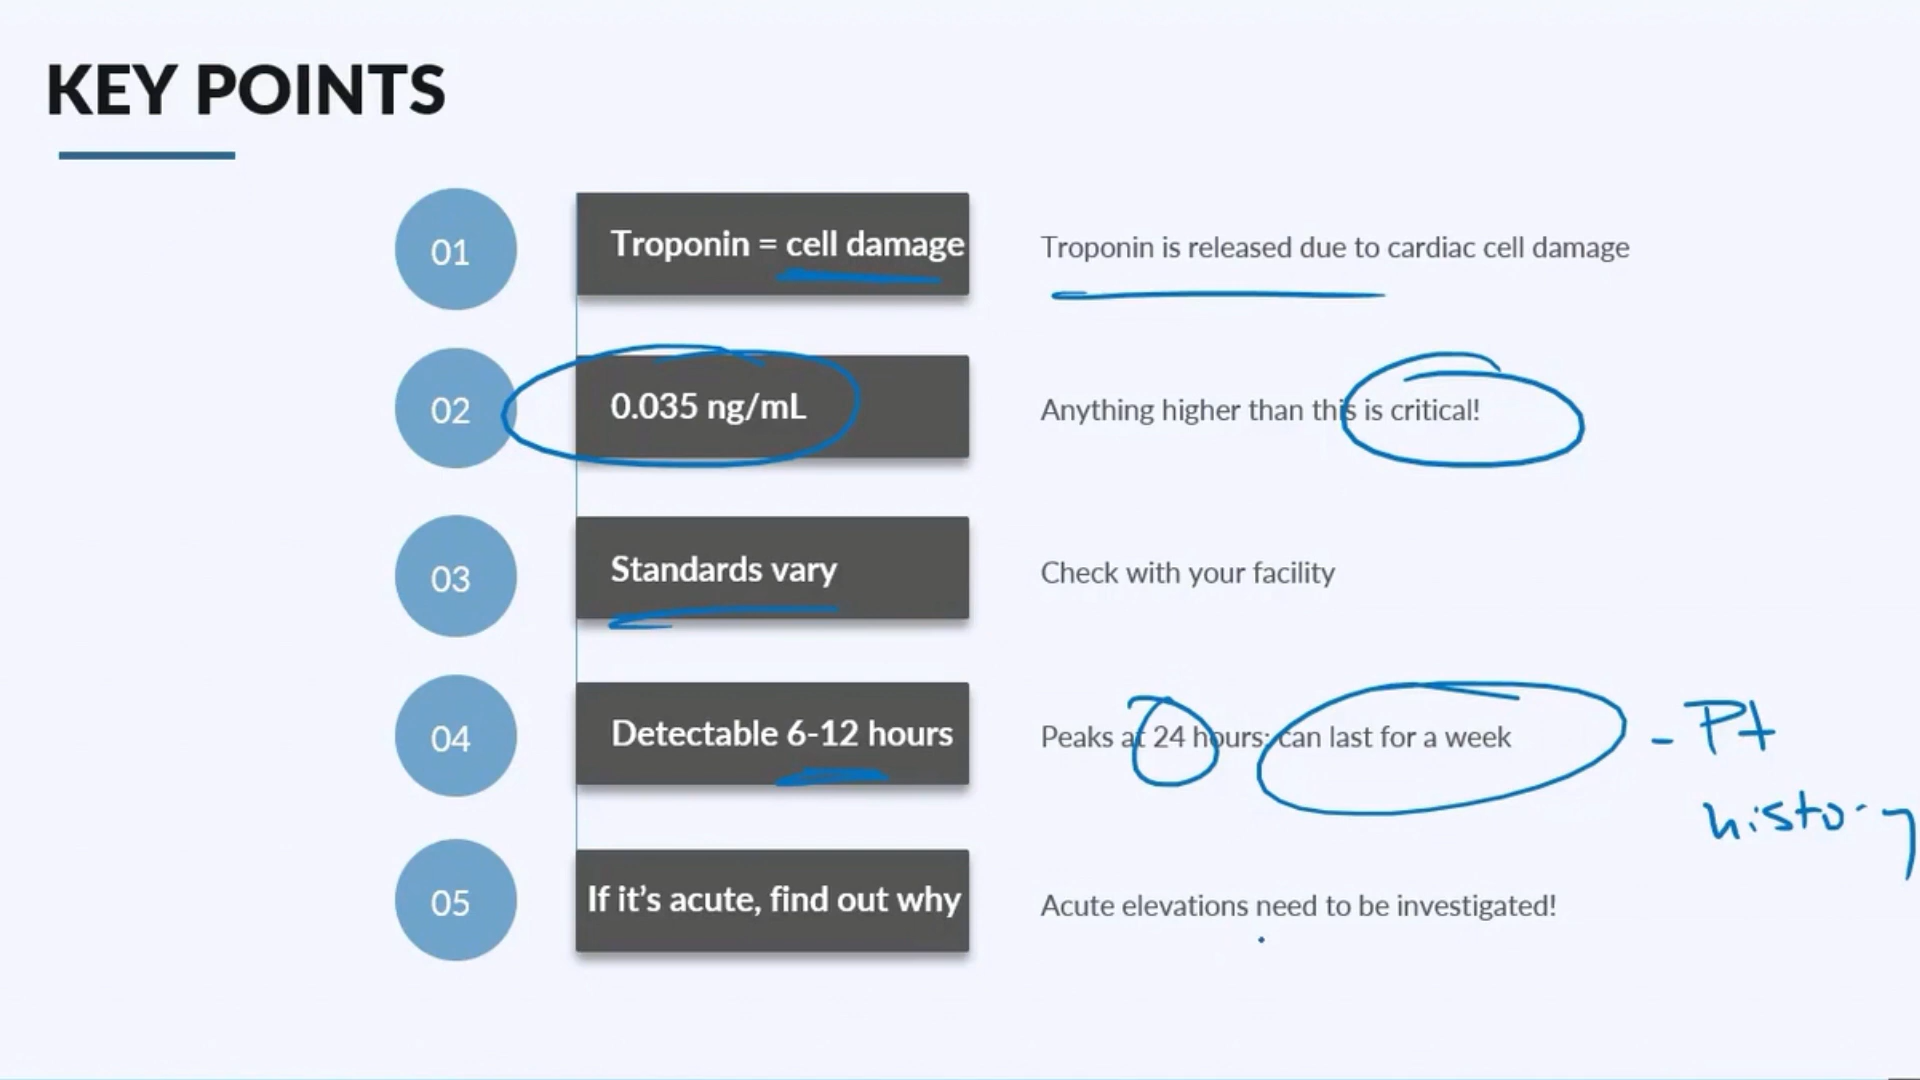 KEY POINTS
01
Troponin = cell damage
Troponin is released due to cardiac cell damage
02
0.035 ng/mL
Anything higher than this is critical!
03
Standards vary
Check with your facility
04
Detectable 6-12 hours
Peaks at 24 hours; can last for a week
- Pt
history
05
If it’s acute, find out why
Acute elevations need to be investigated!